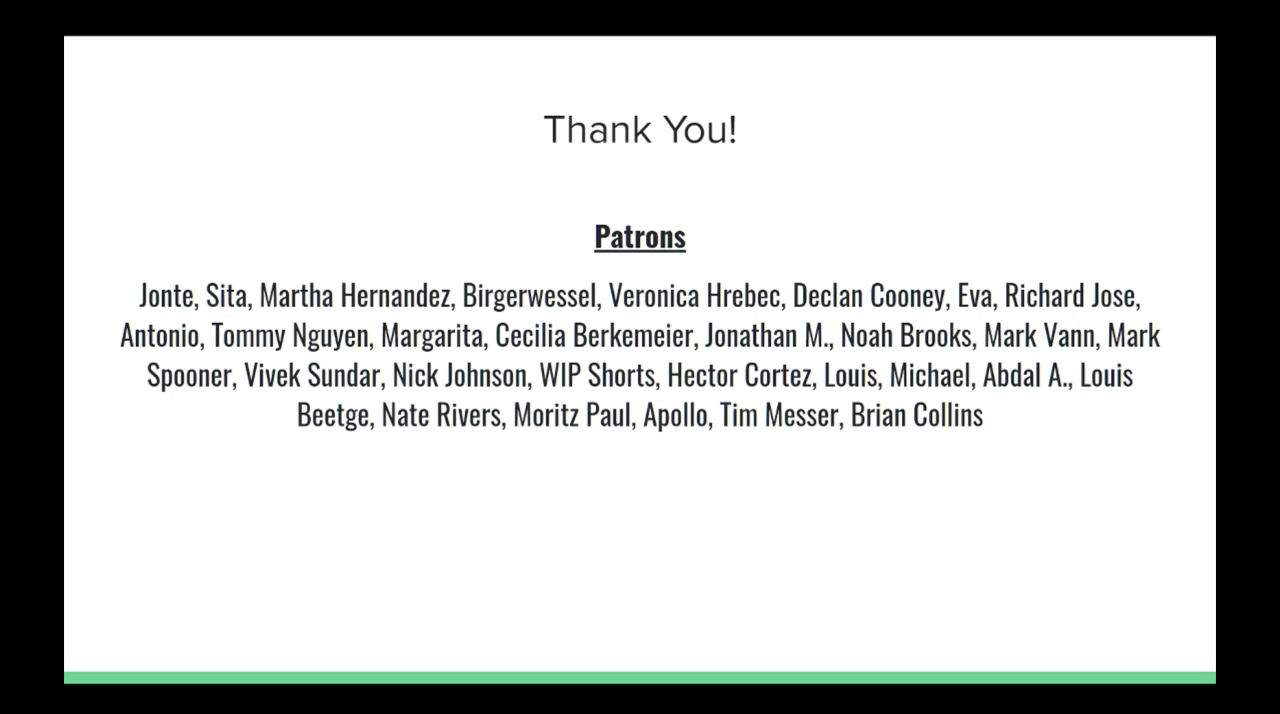 Thank You!
Patrons
Jonte, Sita, Martha Hernandez, Birgerwessel, Veronica Hrebec, Declan Cooney, Eva, Richard Jose,
Antonio, Tommy Nguyen, Margarita, Cecilia Berkemeier, Jonathan M., Noah Brooks, Mark Vann, Mark
Spooner, Vivek Sundar, Nick Johnson, WIP Shorts, Hector Cortez, Louis, Michael, Abdal A., Louis
Beetge, Nate Rivers, Moritz Paul, Apollo, Tim Messer, Brian Collins